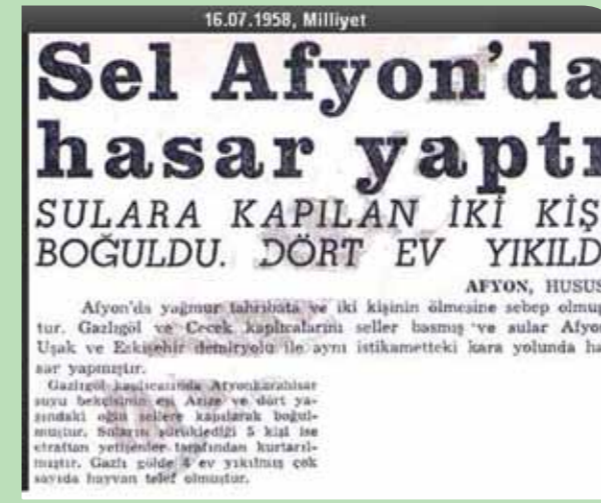 16.07.1958, Milliyet
Sel Afyon'da
hasar yaptı
SULARA KAPILAN İKİ KİŞ
BOĞULDU. DÖRT EV YIKILD
AFYON, HUSUS
Afyon'da yağmur tahribata ve iki kişinin ölmesine sebep olmuş
tur. Gazlıgöl ve Cecek kaplıcalarını seller basmış ve sular Afyon
Uşak ve Eskişehir demiryolu ile aynı istikametteki kara yolunda ha
sar yapmıştır.
Gazlıgöl kaplıcarında Afyonkarahisar
suyu bekçisinin eşi Azize ve dört ya-
şındaki oğlu sellere kapılarak boğul-
muştur. Suların sürüklediği 5 kişi ise
etraftan yetişenler tarafından kurtarıl-
mıştır. Gazlı gölde 4 ev yıkılmış çok
sayıda hayvan telef olmuştur.